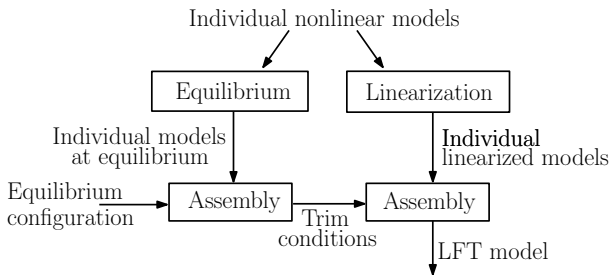 Individual nonlinear models
Equilibrium
Linearization
Individual models
at equilibrium
Individual
linearized models
Equilibrium
configuration
Assembly
Trim
conditions
Assembly
LFT model